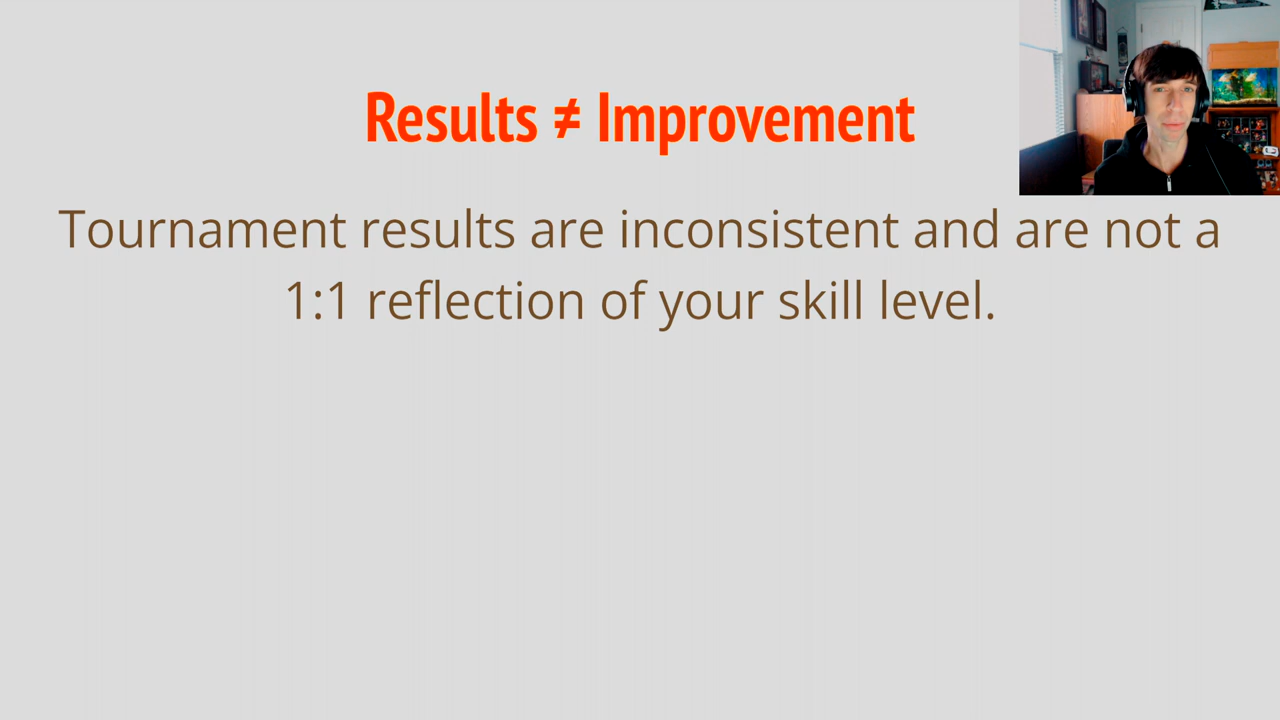 Results ≠ Improvement
Tournament results are inconsistent and are not a
1:1 reflection of your skill level.